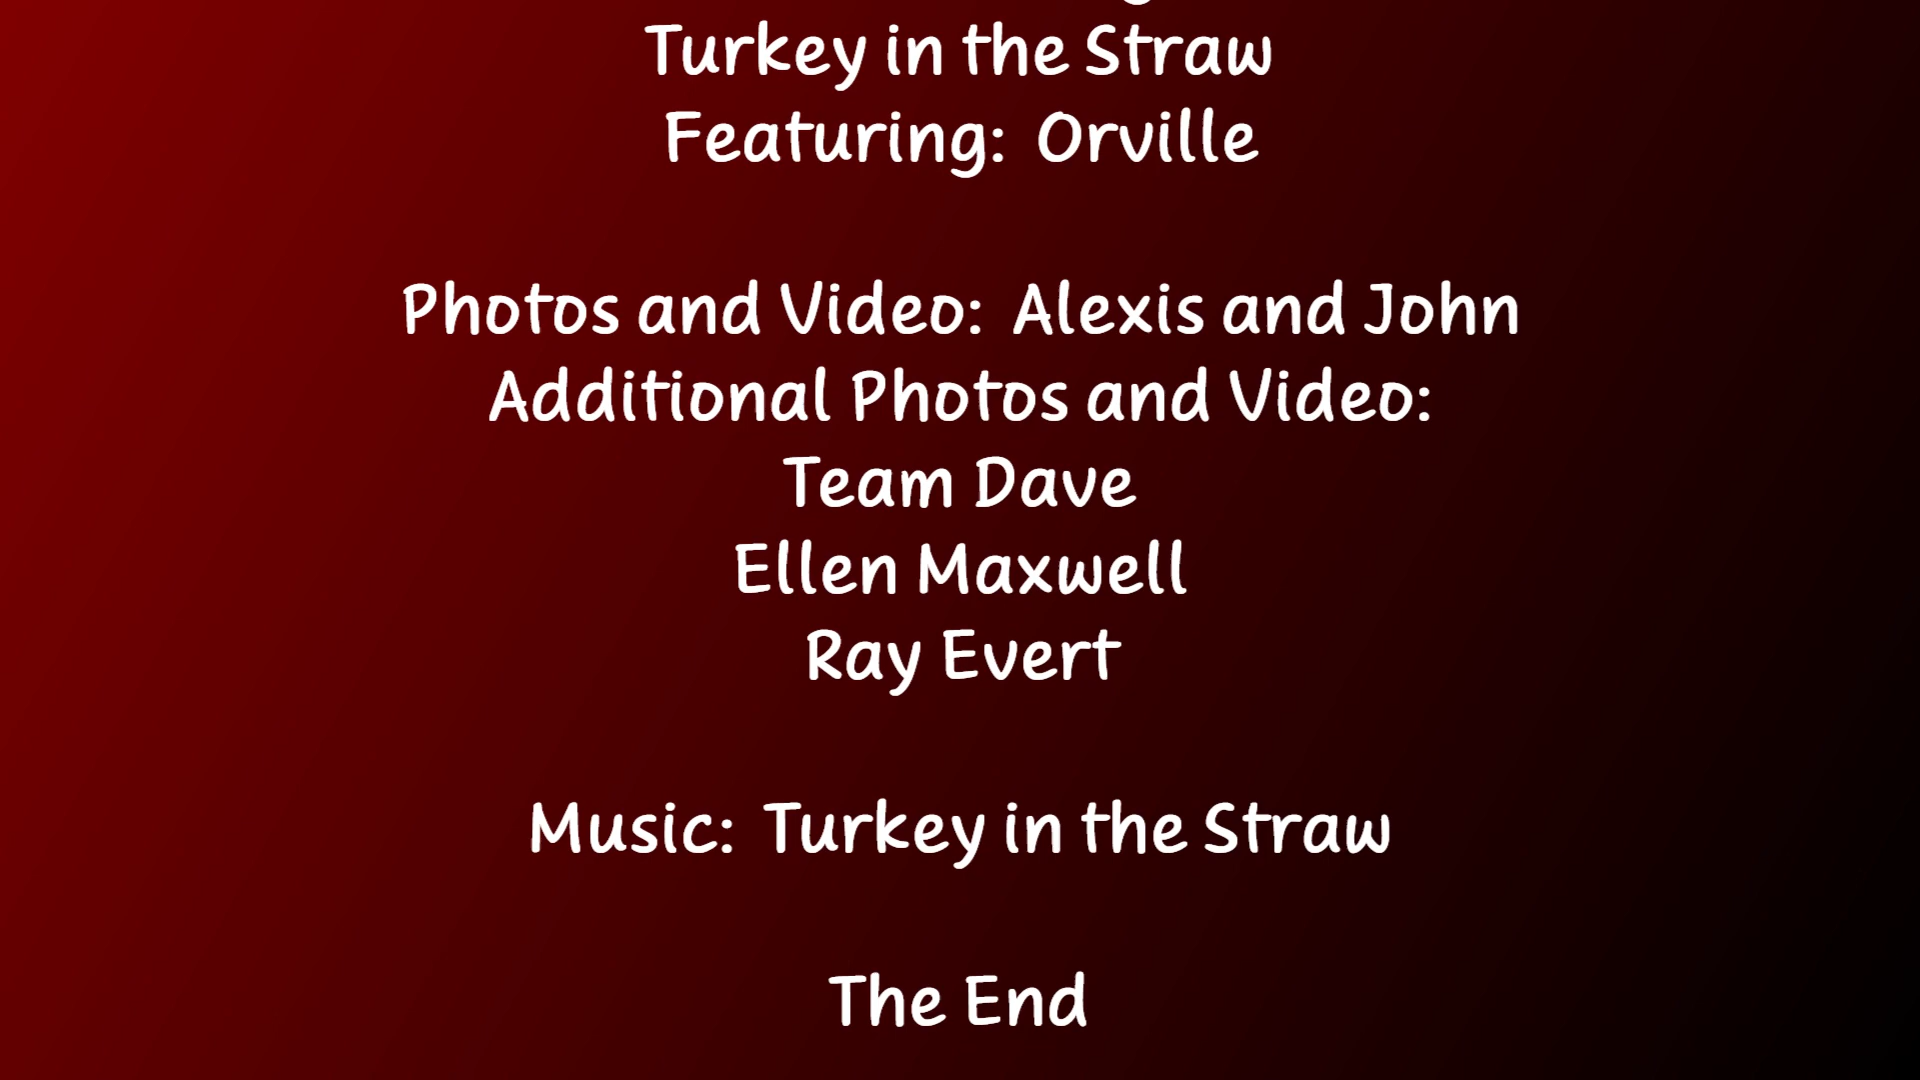 Turkey in the Straw
Featuring: Orville
Photos and Video: Alexis and John
Additional Photos and Video:
Team Dave
Ellen Maxwell
Ray Evert
Music: Turkey in the Straw
The End